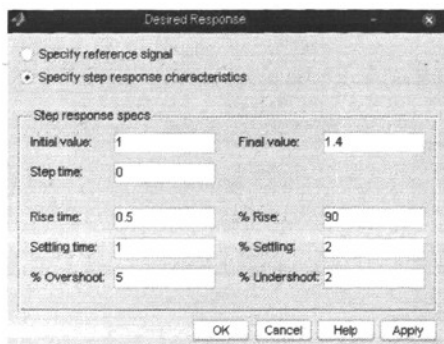 Desired Response
Specify reference signal
Specify step response characteristics
Step response specs
Initial value: 1 Final value: 1.4
Step time: 0
Rise time: 0.5 % Rise: 90
Settling time: 1 % Settling: 2
% Overshoot: 5 % Undershoot: 2
OK Cancel Help Apply